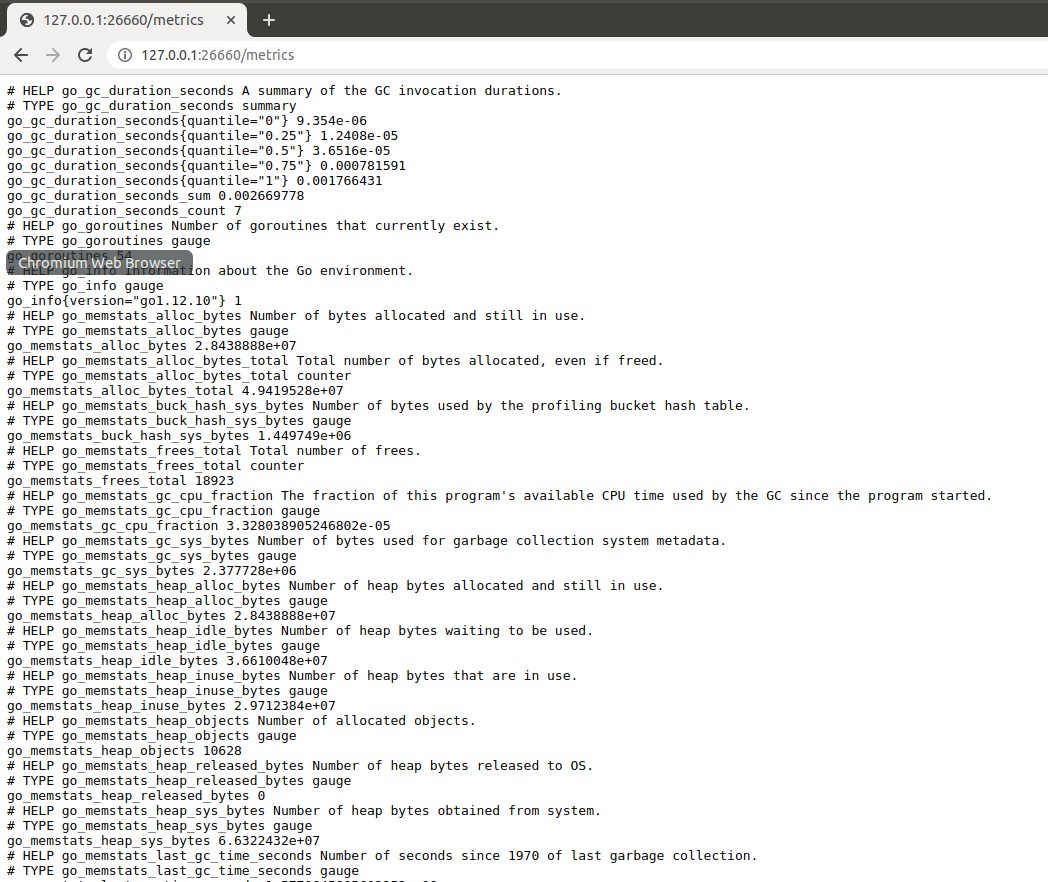 127.0.0.1:26660/metrics
127.0.0.1:26660/metrics
# HELP go_gc_duration_seconds A summary of the GC invocation durations.
# TYPE go_gc_duration_seconds summary
go_gc_duration_seconds{quantile="0"} 9.354e-06
go_gc_duration_seconds{quantile="0.25"} 1.2408e-05
go_gc_duration_seconds{quantile="0.5"} 3.6516e-05
go_gc_duration_seconds{quantile="0.75"} 0.000781591
go_gc_duration_seconds{quantile="1"} 0.001766431
go_gc_duration_seconds_sum 0.002669778
go_gc_duration_seconds_count 7
# HELP go_goroutines Number of goroutines that currently exist.
# TYPE go_goroutines gauge
go_goroutines 54
Chromium Web Browser
# HELP go_info Information about the Go environment.
# TYPE go_info gauge
go_info{version="go1.12.10"} 1
# HELP go_memstats_alloc_bytes Number of bytes allocated and still in use.
# TYPE go_memstats_alloc_bytes gauge
go_memstats_alloc_bytes 2.8438888e+07
# HELP go_memstats_alloc_bytes_total Total number of bytes allocated, even if freed.
# TYPE go_memstats_alloc_bytes_total counter
go_memstats_alloc_bytes_total 4.9419528e+07
# HELP go_memstats_buck_hash_sys_bytes Number of bytes used by the profiling bucket hash table.
# TYPE go_memstats_buck_hash_sys_bytes gauge
go_memstats_buck_hash_sys_bytes 1.449749e+06
# HELP go_memstats_frees_total Total number of frees.
# TYPE go_memstats_frees_total counter
go_memstats_frees_total 18923
# HELP go_memstats_gc_cpu_fraction The fraction of this program's available CPU time used by the GC since the program started.
# TYPE go_memstats_gc_cpu_fraction gauge
go_memstats_gc_cpu_fraction 3.328038905246802e-05
# HELP go_memstats_gc_sys_bytes Number of bytes used for garbage collection system metadata.
# TYPE go_memstats_gc_sys_bytes gauge
go_memstats_gc_sys_bytes 2.377728e+06
# HELP go_memstats_heap_alloc_bytes Number of heap bytes allocated and still in use.
# TYPE go_memstats_heap_alloc_bytes gauge
go_memstats_heap_alloc_bytes 2.8438888e+07
# HELP go_memstats_heap_idle_bytes Number of heap bytes waiting to be used.
# TYPE go_memstats_heap_idle_bytes gauge
go_memstats_heap_idle_bytes 3.6610048e+07
# HELP go_memstats_heap_inuse_bytes Number of heap bytes that are in use.
# TYPE go_memstats_heap_inuse_bytes gauge
go_memstats_heap_inuse_bytes 2.9712384e+07
# HELP go_memstats_heap_objects Number of allocated objects.
# TYPE go_memstats_heap_objects gauge
go_memstats_heap_objects 10628
# HELP go_memstats_heap_released_bytes Number of heap bytes released to OS.
# TYPE go_memstats_heap_released_bytes gauge
go_memstats_heap_released_bytes 0
# HELP go_memstats_heap_sys_bytes Number of heap bytes obtained from system.
# TYPE go_memstats_heap_sys_bytes gauge
go_memstats_heap_sys_bytes 6.6322432e+07
# HELP go_memstats_last_gc_time_seconds Number of seconds since 1970 of last garbage collection.
# TYPE go_memstats_last_gc_time_seconds gauge